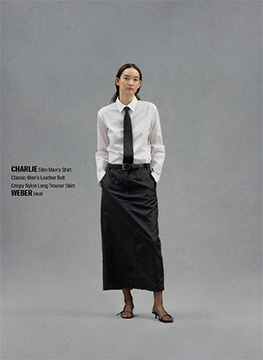 CHARLIE Slim Men's Shirt
Classic Men's Leather Belt
Crispy Nylon Long Trouser Skirt
WEBER Heel